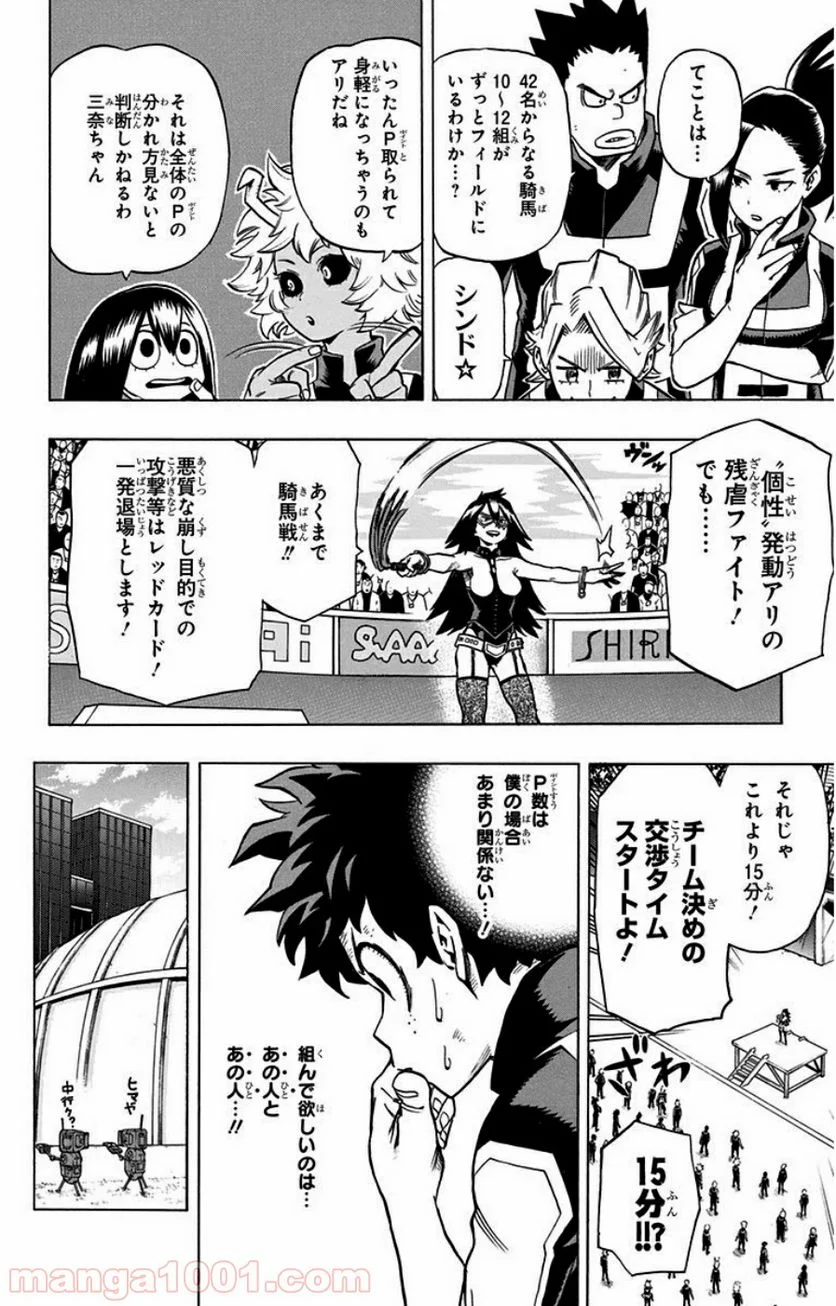 てことは…
42名からなる騎馬
10～12組が
ずっとフィールドに
いるわけか…?
シンド☆
いったんP取られて
身軽になっちゃうのも
アリだね
それは全体のPの
分かれ方見ないと
判断しかねるわ
三奈ちゃん
"個性"発動アリの
残虐ファイト!
でも……
ヴンッ
あくまで
騎馬戦!!
悪質な崩し目的での
攻撃等はレッドカード!
一発退場とします!
SHIR
それじゃ
これより15分!
チーム決めの
交渉タイム
スタートよ!
ざわ
15分!!?
P数は
僕の場合
あまり関係ない…!
組んで欲しいのは…
あの人と
あの人…!!
ヒマや
中行ク?
manga1001.com